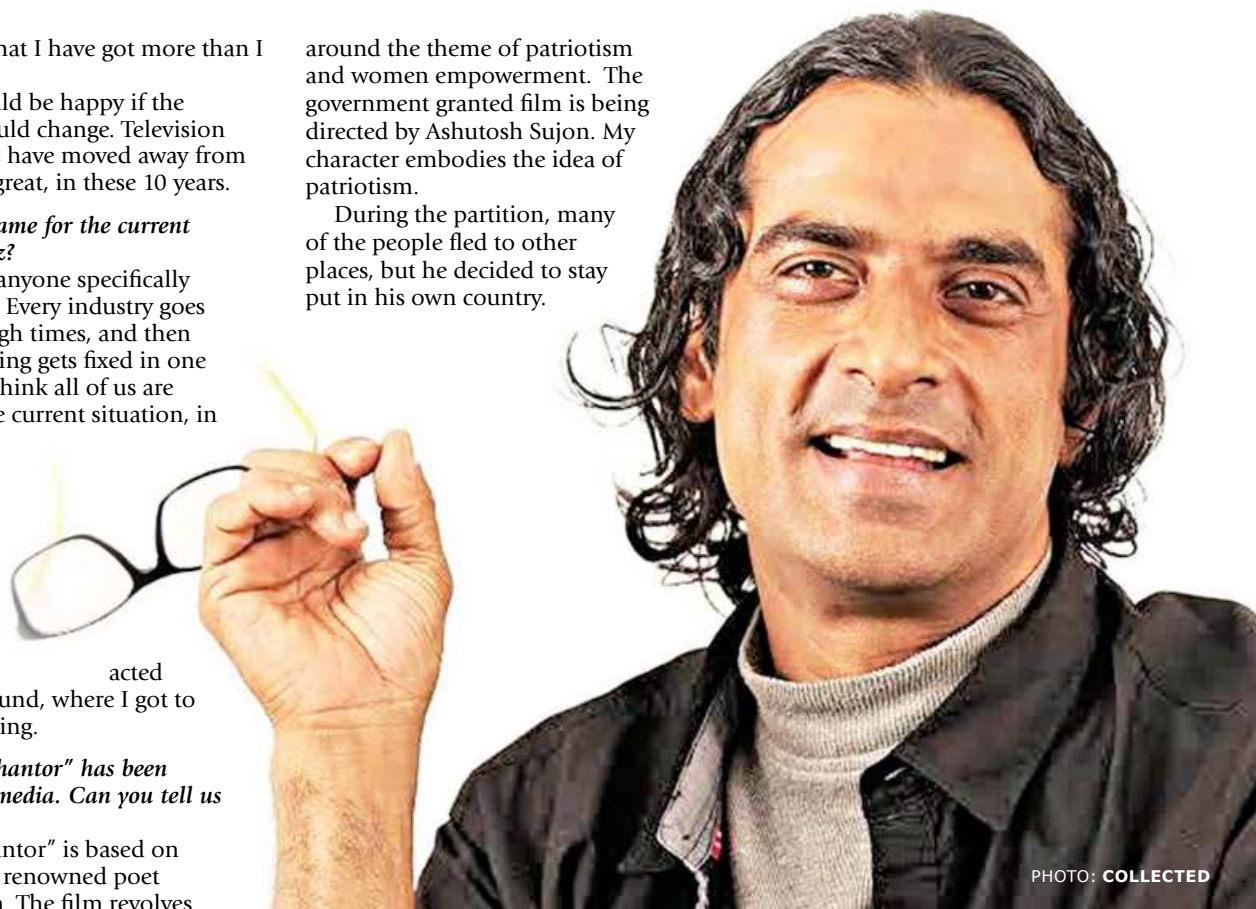 hat I have got more than I
ld be happy if the
uld change. Television
have moved away from
great, in these 10 years.
ame for the current
z?
anyone specifically
Every industry goes
gh times, and then
ing gets fixed in one
hink all of us are
e current situation, in
acted
und, where I got to
ing.
hantor” has been
media. Can you tell us
ntor” is based on
renowned poet
. The film revolves
around the theme of patriotism
and women empowerment. The
government granted film is being
directed by Ashutosh Sujon. My
character embodies the idea of
patriotism.
During the partition, many
of the people fled to other
places, but he decided to stay
put in his own country.
PHOTO: COLLECTED